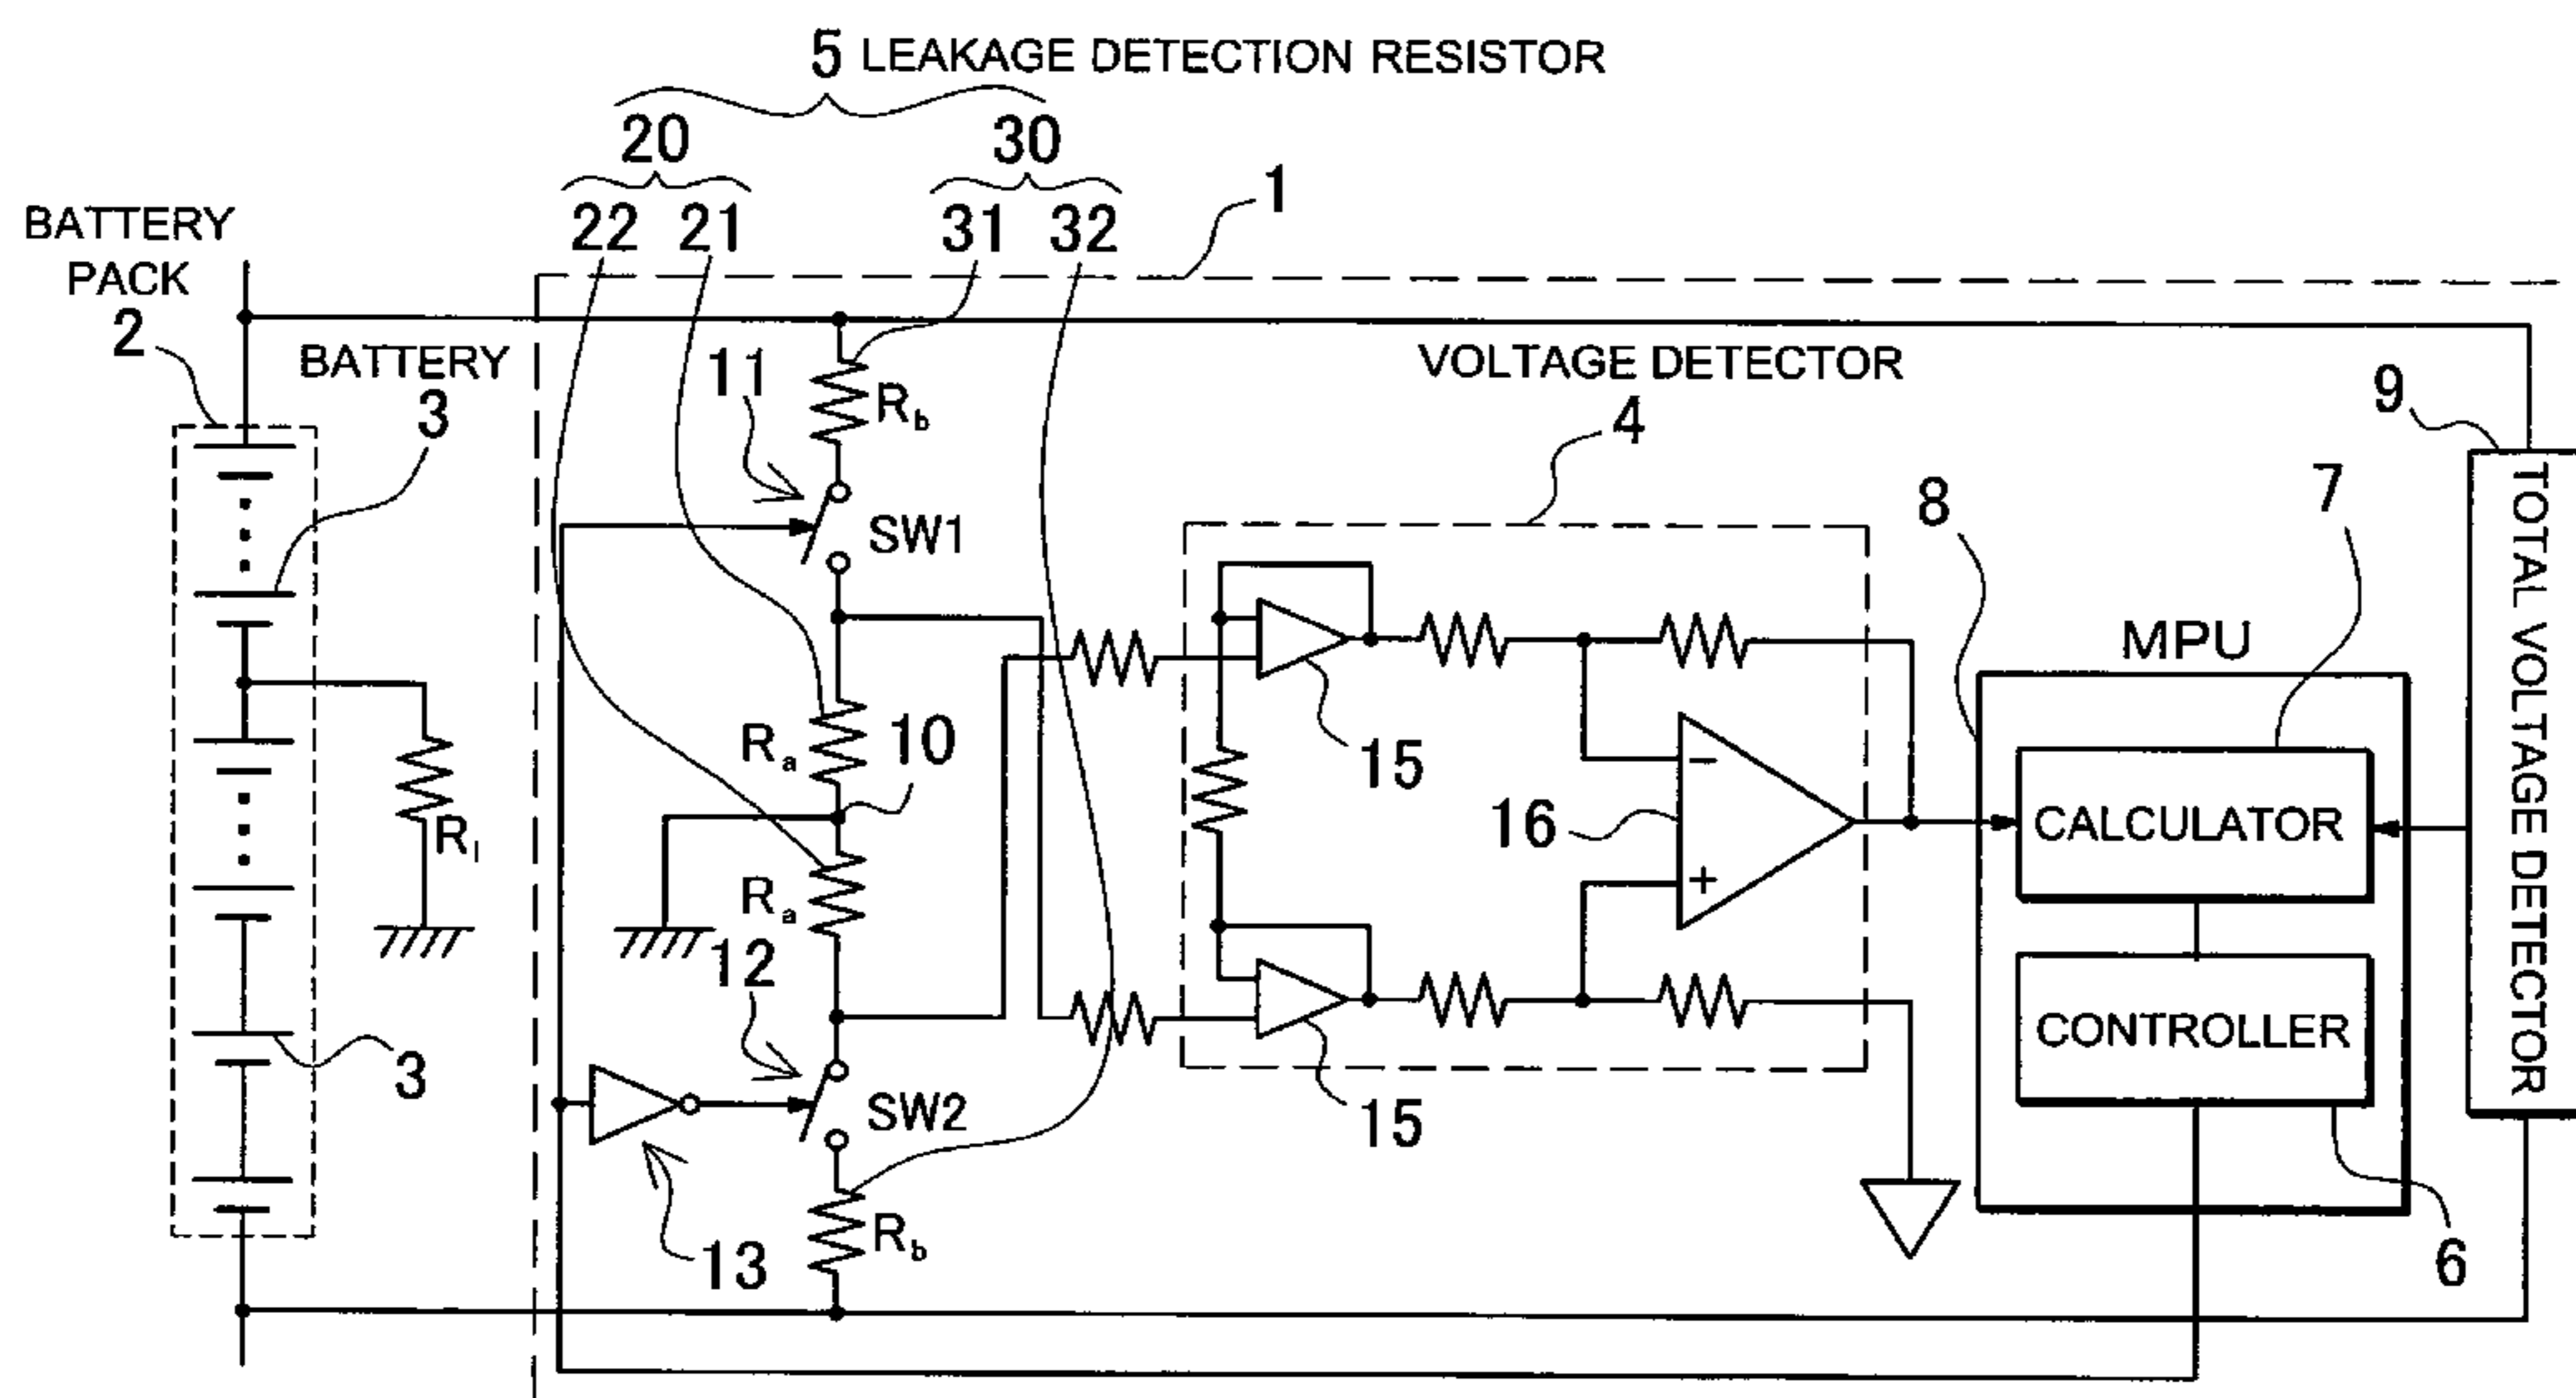 5 LEAKAGE DETECTION RESISTOR
20 30
22 21 31 32 1
BATTERY
PACK
2
BATTERY
3
11
Rb
SW1
VOLTAGE DETECTOR
4
9
TOTAL VOLTAGE DETECTOR
8
7
MPU
Ra
10
15
16
CALCULATOR
Rl
Ra
12
CONTROLLER
3
SW2
15
13
Rb
6
- +